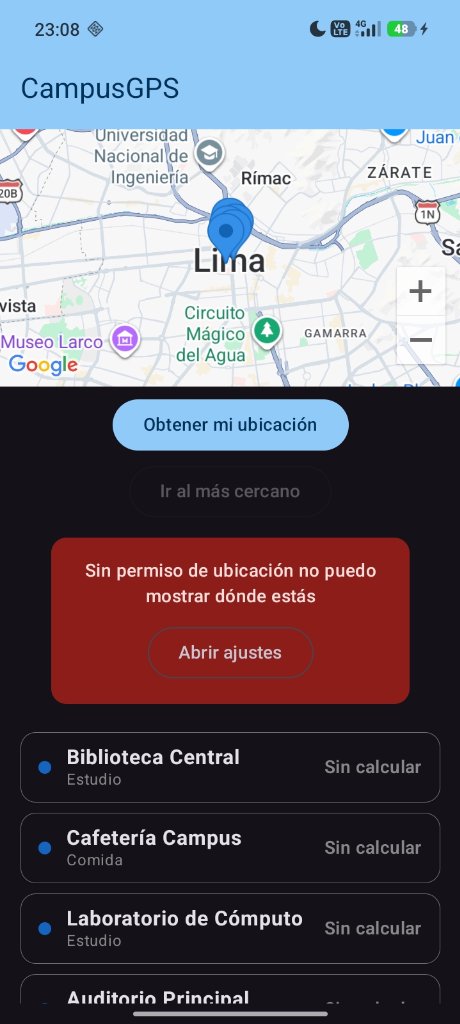 23:08
Vo
LTE
4G
48
CampusGPS
Universidad
Nacional de
Ingeniería
Juan
Rímac
ZÁRATE
20B
1N
Lima
Sa
vista
Circuito
Mágico
del Agua
GAMARRA
Museo Larco
Google
+
−
Obtener mi ubicación
Ir al más cercano
Sin permiso de ubicación no puedo
mostrar dónde estás
Abrir ajustes
Biblioteca Central
Estudio
Sin calcular
Cafetería Campus
Comida
Sin calcular
Laboratorio de Cómputo
Estudio
Sin calcular
Auditorio Principal